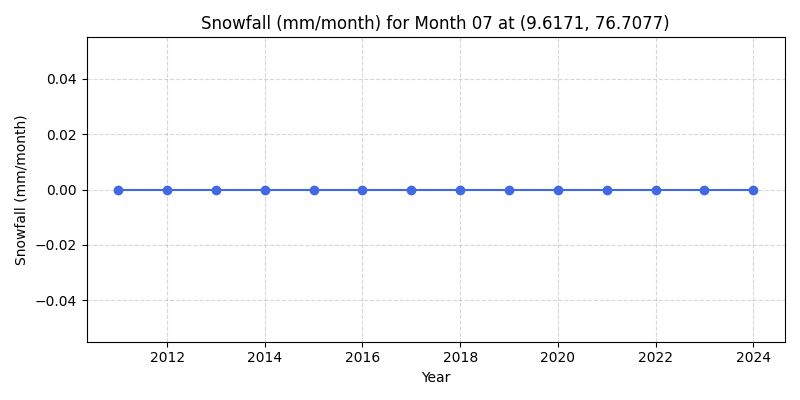 Snowfall (mm/month) for Month 07 at (9.6171, 76.7077)
Snowfall (mm/month)
0.04
0.02
0.00
−0.02
−0.04
2012 2014 2016 2018 2020 2022 2024
Year